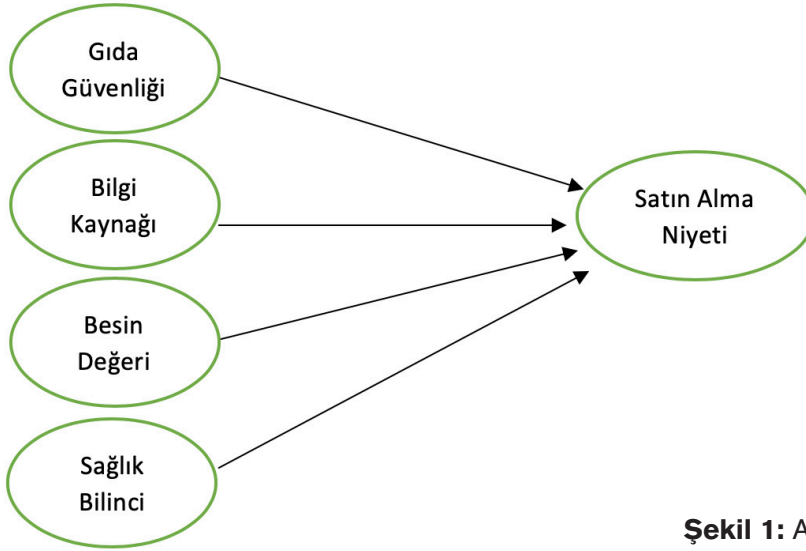 Gıda
Güvenliği
Bilgi
Kaynağı
Besin
Değeri
Sağlık
Bilinci
Satın Alma
Niyeti
Şekil 1: A